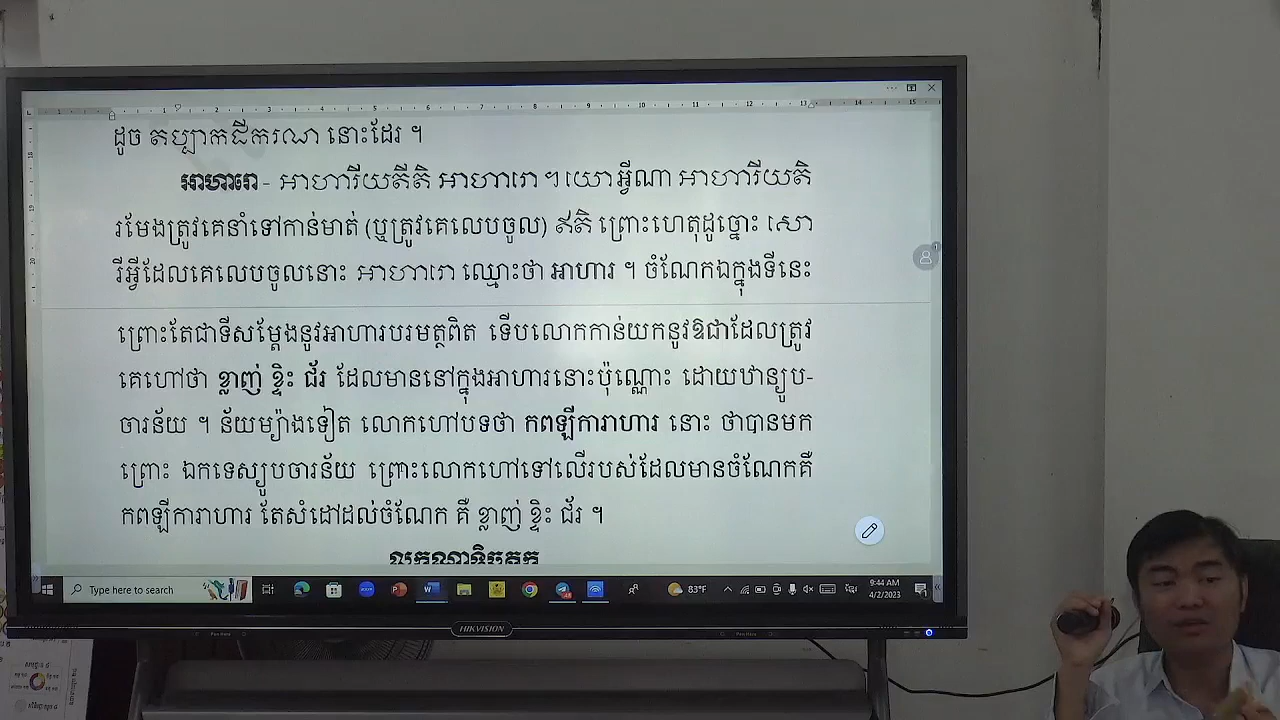 ដូច តប្បាកដីករណ នោះដែរ ។
អាហារោ - អាហារីយតីតិ អាហារោ ។ យោ អ្វីណា អាហារីយតិ
រមែងត្រូវគេនាំទៅកាន់មាត់ (ឬត្រូវគេលេបចូល) ឥតិ ព្រោះហេតុដូច្នោះ សោ
រីអ្វីដែលគេលេបចូលនោះ អាហារោ ឈ្មោះថា អាហារ ។ ចំណែកឯក្នុងទីនេះ
ព្រោះតែជាទីសម្ដែងនូវអាហារបរមត្ថពិត ទើបលោកកាន់យកនូវឱជាដែលត្រូវ
គេហៅថា ខ្លាញ់ ខ្ទិះ ជ័រ ដែលមាននៅក្នុងអាហារនោះប៉ុណ្ណោះ ដោយឋាន្យូប-
ចារន័យ ។ ន័យម្យ៉ាងទៀត លោកហៅបទថា កពឡីការាហារ នោះ ថាបានមក
ព្រោះ ឯកទេស្យូបចារន័យ ព្រោះលោកហៅទៅលើរបស់ដែលមានចំណែកគឺ
កពឡីការាហារ តែសំដៅដល់ចំណែក គឺ ខ្លាញ់ ខ្ទិះ ជ័រ ។
លក្ខណាទិចតុក្ក
Type here to search
83°F
9:44 AM
4/2/2023
HIKVISION